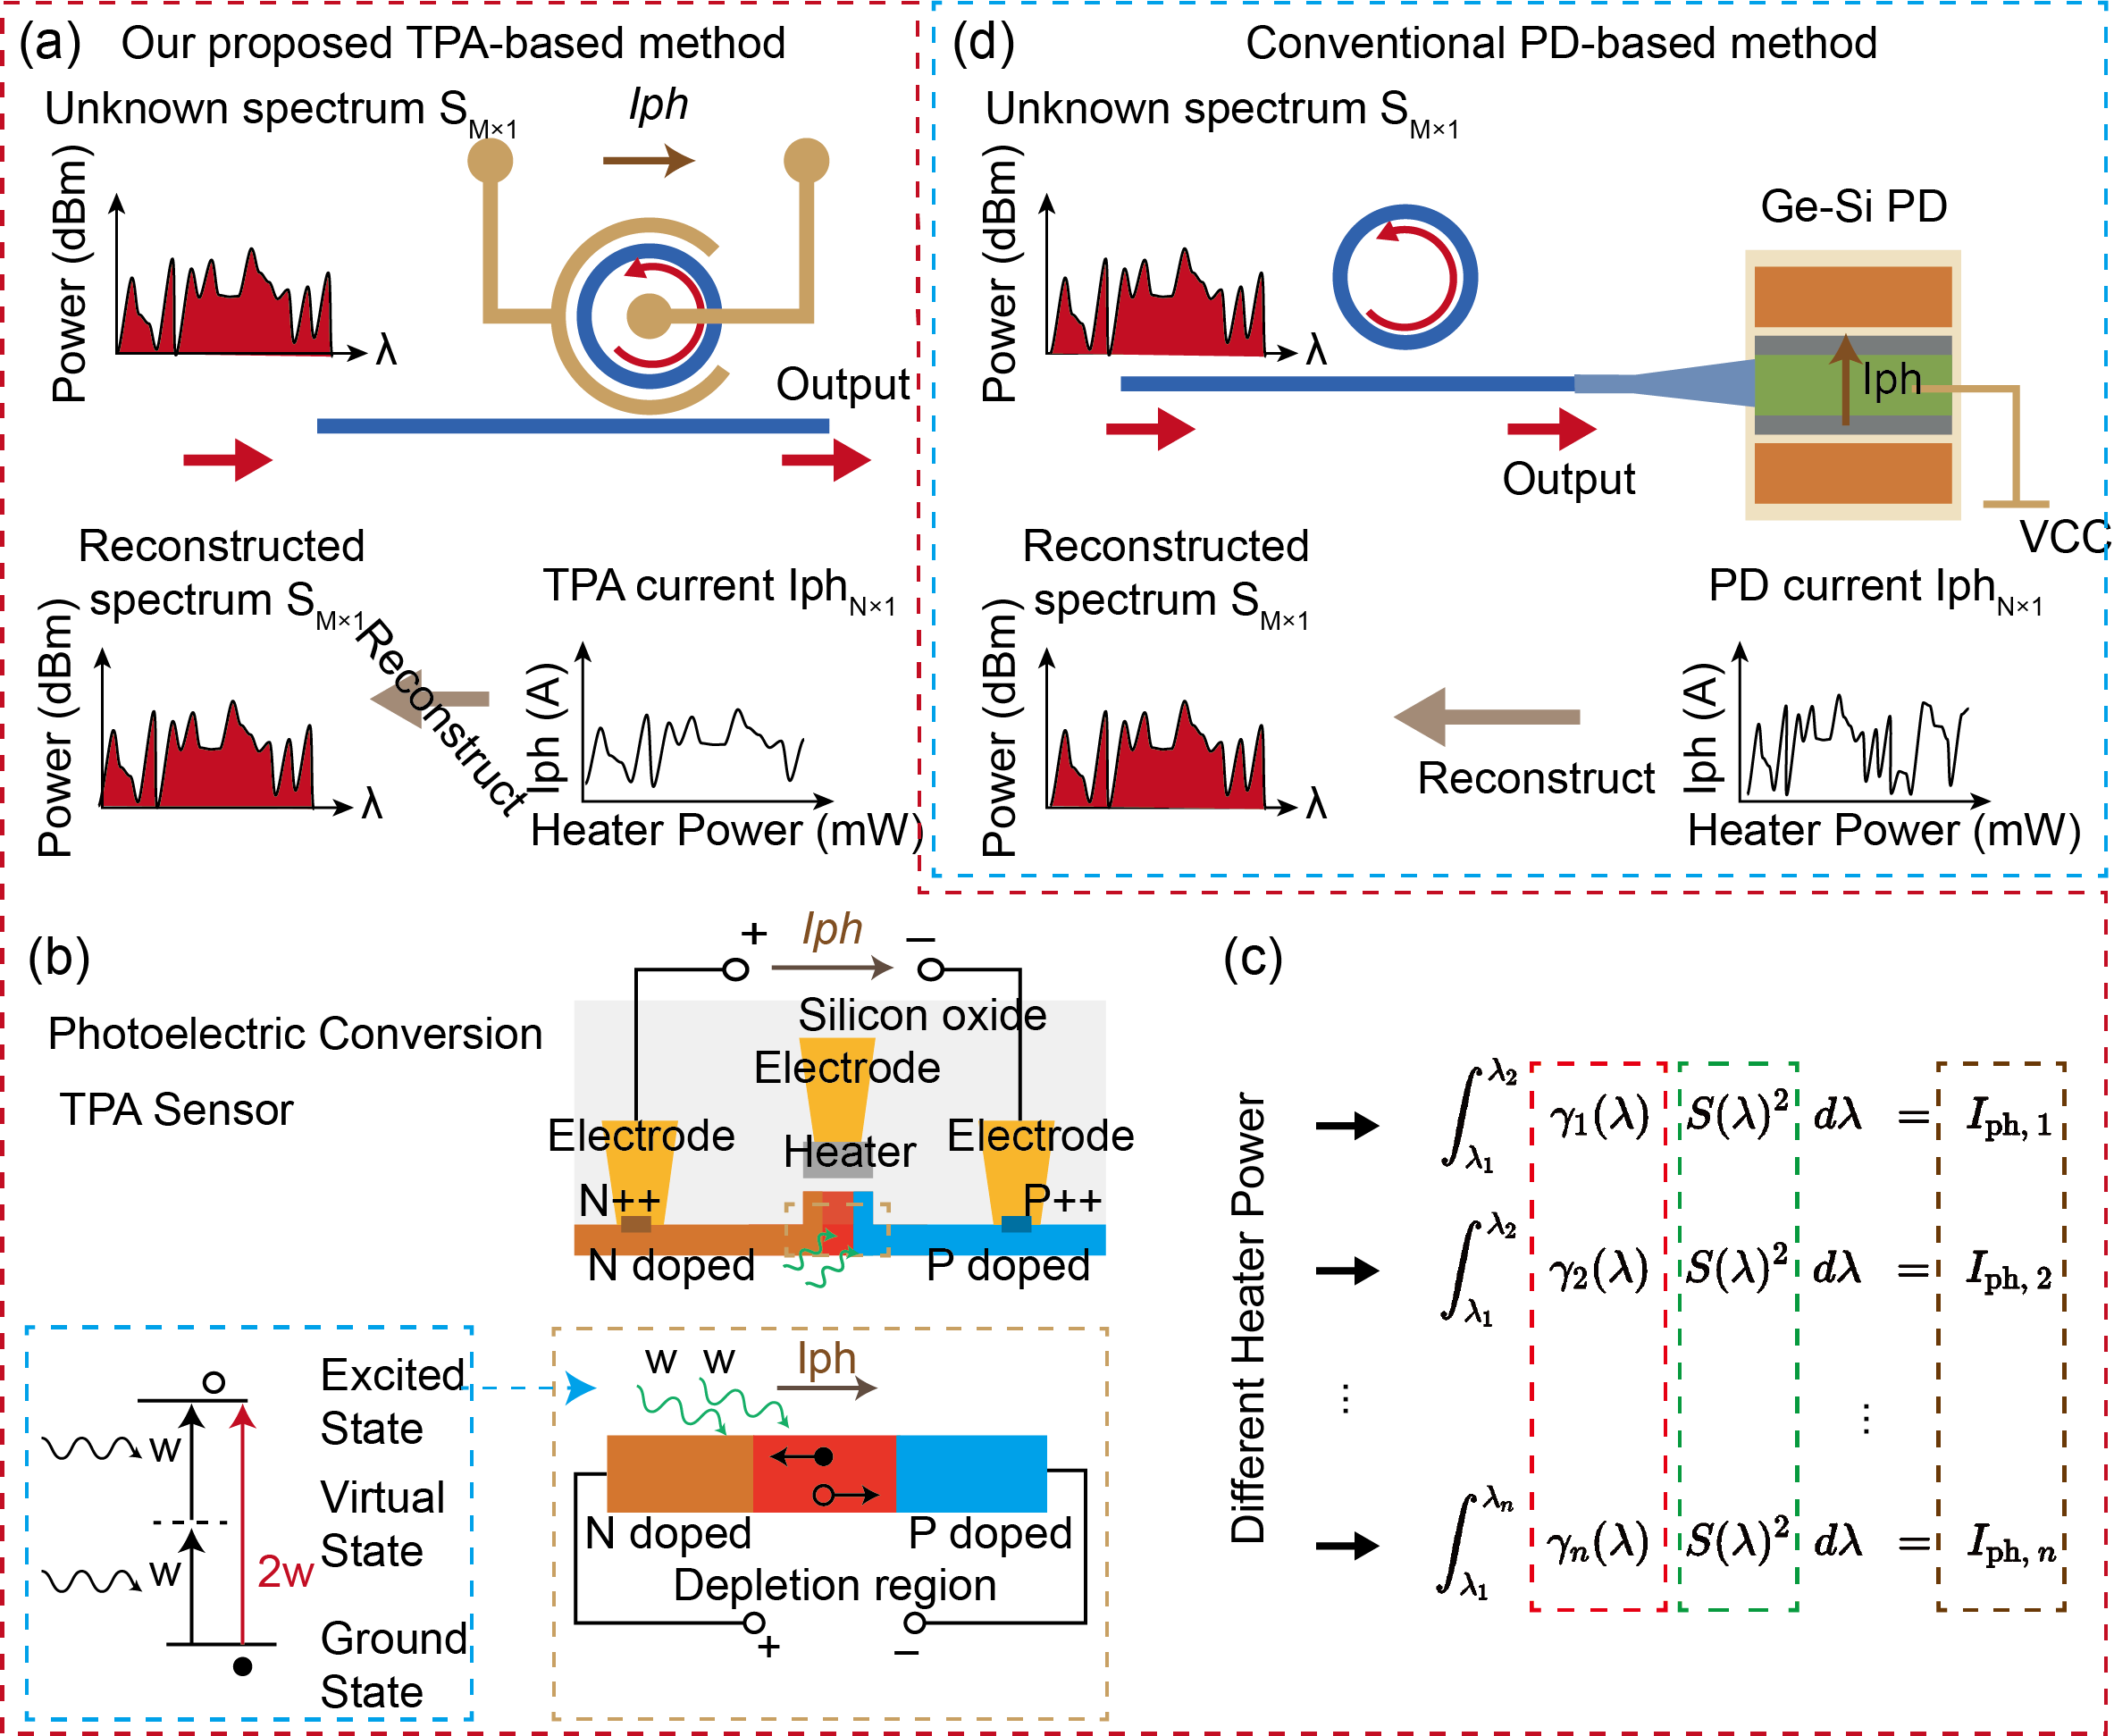 (a) Our proposed TPA-based method
Unknown spectrum S_M×1
Iph
Power (dBm)
λ
Output
Reconstructed
spectrum S_M×1
Power (dBm)
λ
Reconstruct
TPA current Iph_N×1
Iph (A)
Heater Power (mW)
(d) Conventional PD-based method
Unknown spectrum S_M×1
Power (dBm)
λ
Ge-Si PD
Iph
Output
VCC
Reconstructed
spectrum S_M×1
Power (dBm)
λ
Reconstruct
PD current Iph_N×1
Iph (A)
Heater Power (mW)
(b)
Photoelectric Conversion
TPA Sensor
+ Iph −
Silicon oxide
Electrode
Electrode
Heater
Electrode
N++
P++
N doped
P doped
Excited
State
w
Virtual
State
w
2w
Ground
State
w w Iph
N doped
P doped
Depletion region
+ −
(c)
Different Heater Power
∫_λ₁^λ₂ γ₁(λ) S(λ)² dλ = I_ph, 1
∫_λ₁^λ₂ γ₂(λ) S(λ)² dλ = I_ph, 2
⋮ ⋮
∫_λ₁^λₙ γₙ(λ) S(λ)² dλ = I_ph, n